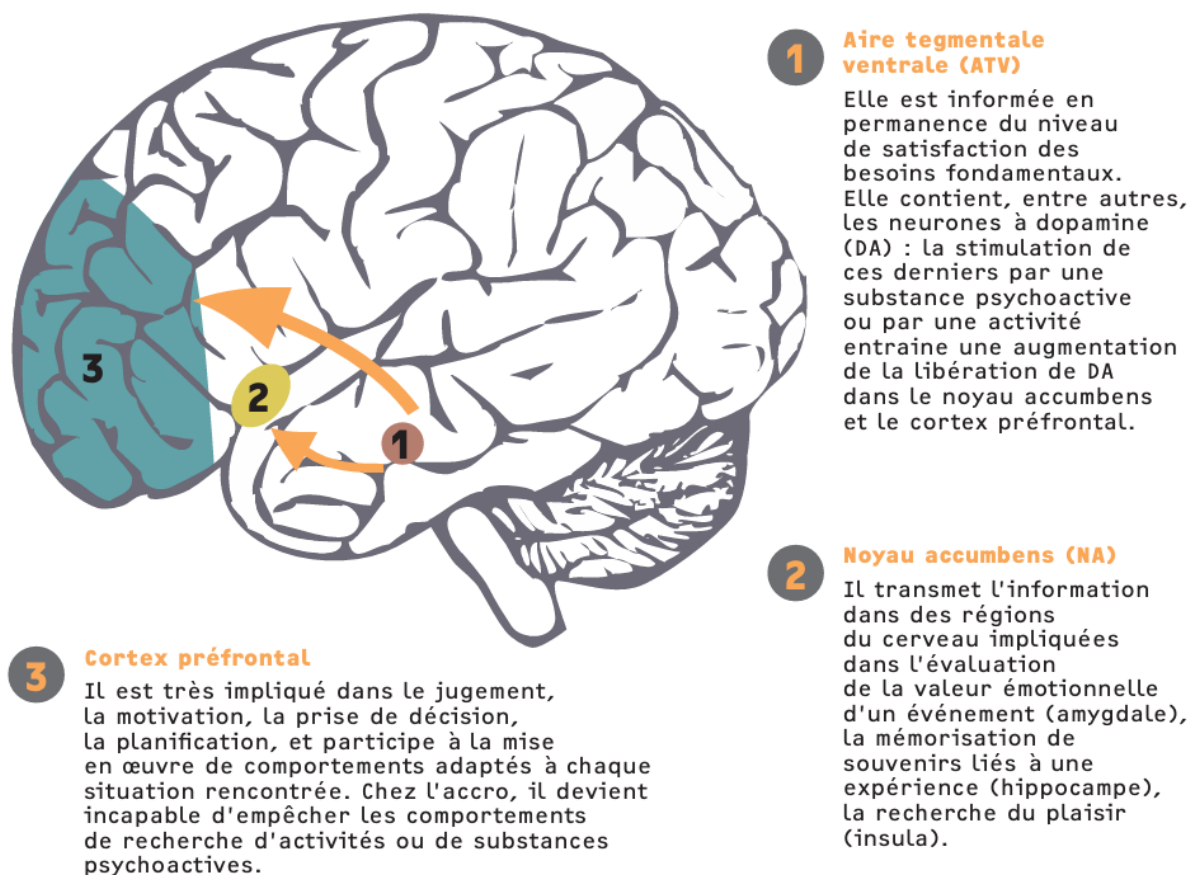 1
Aire tegmentale
ventrale (ATV)
Elle est informée en
permanence du niveau
de satisfaction des
besoins fondamentaux.
Elle contient, entre autres,
les neurones à dopamine
(DA) : la stimulation de
ces derniers par une
substance psychoactive
ou par une activité
entraine une augmentation
de la libération de DA
dans le noyau accumbens
et le cortex préfrontal.
3
2
1
2
Noyau accumbens (NA)
Il transmet l'information
dans des régions
du cerveau impliquées
dans l'évaluation
de la valeur émotionnelle
d'un événement (amygdale),
la mémorisation de
souvenirs liés à une
expérience (hippocampe),
la recherche du plaisir
(insula).
3
Cortex préfrontal
Il est très impliqué dans le jugement,
la motivation, la prise de décision,
la planification, et participe à la mise
en œuvre de comportements adaptés à chaque
situation rencontrée. Chez l'accro, il devient
incapable d'empêcher les comportements
de recherche d'activités ou de substances
psychoactives.